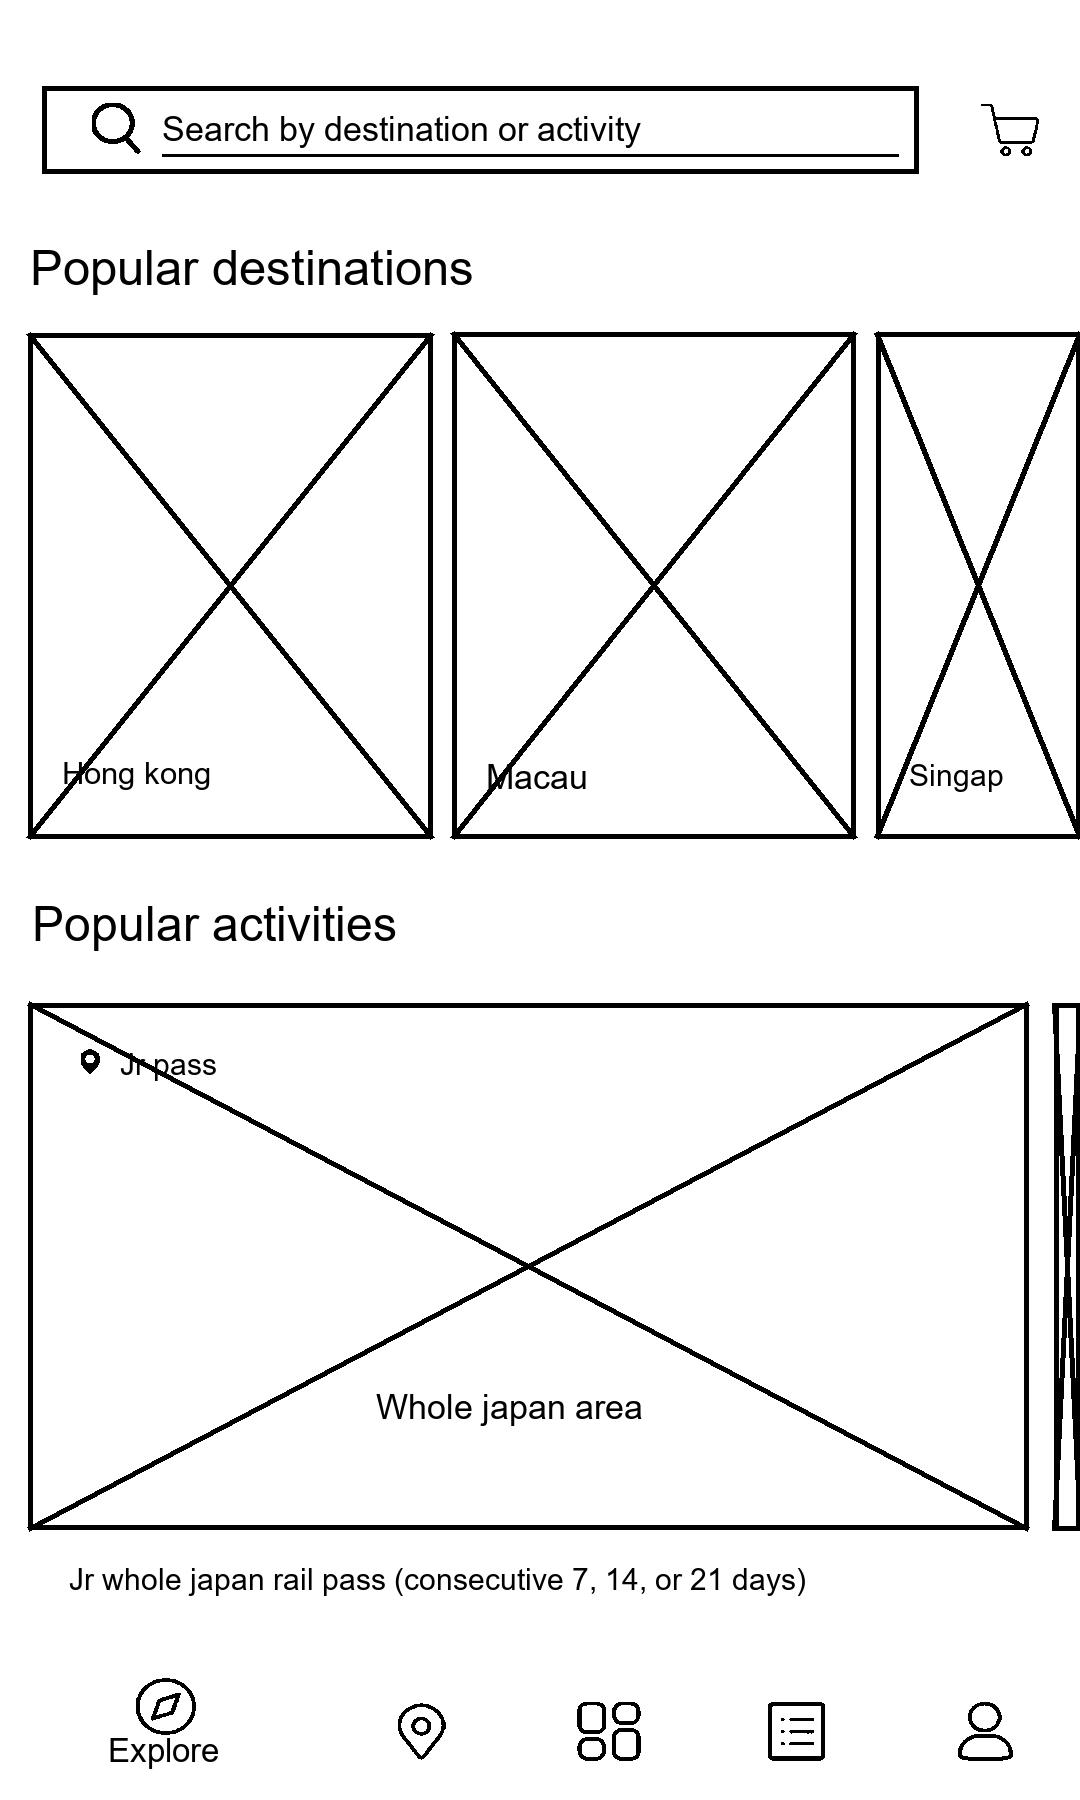 Search by destination or activity
Popular destinations
Hong kong
Macau
Singap
Popular activities
Jr pass
Whole japan area
Jr whole japan rail pass (consecutive 7, 14, or 21 days)
Explore